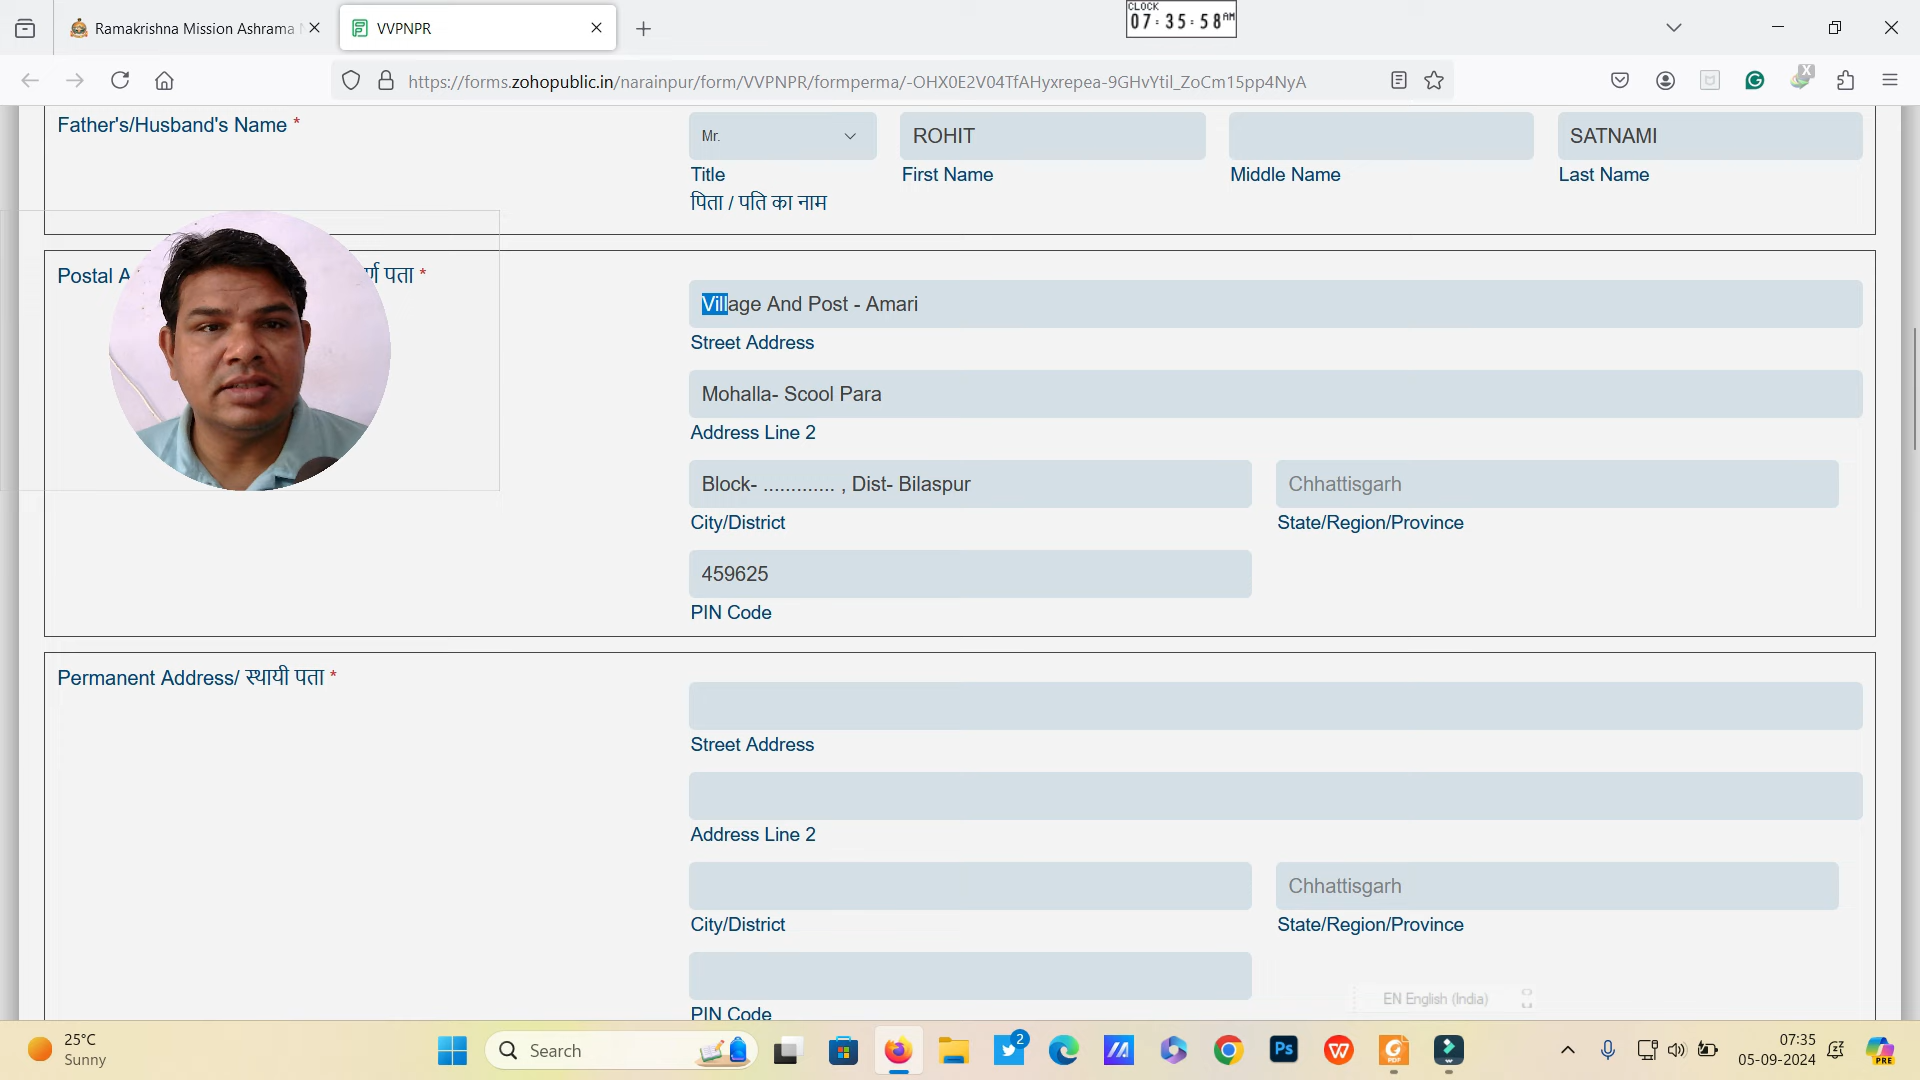 Ramakrishna Mission Ashrama
VVPNPR
CLOCK
07:35:58 AM
https://forms.zohopublic.in/narainpur/form/VVPNPR/formperma/-OHX0E2V04TfAHyxrepea-9GHvYtil_ZoCm15pp4NyA
Father's/Husband's Name *
Mr. ROHIT SATNAMI
Title First Name Middle Name Last Name
पिता / पति का नाम
Postal A पता *
Village And Post - Amari
Street Address
Mohalla- Scool Para
Address Line 2
Block- ............. , Dist- Bilaspur Chhattisgarh
City/District State/Region/Province
459625
PIN Code
Permanent Address/ स्थायी पता *
Street Address
Address Line 2
Chhattisgarh
City/District State/Region/Province
EN English (India)
PIN Code
25°C
Sunny
Search
2
Ps
PDF
PRE
07:35
05-09-2024